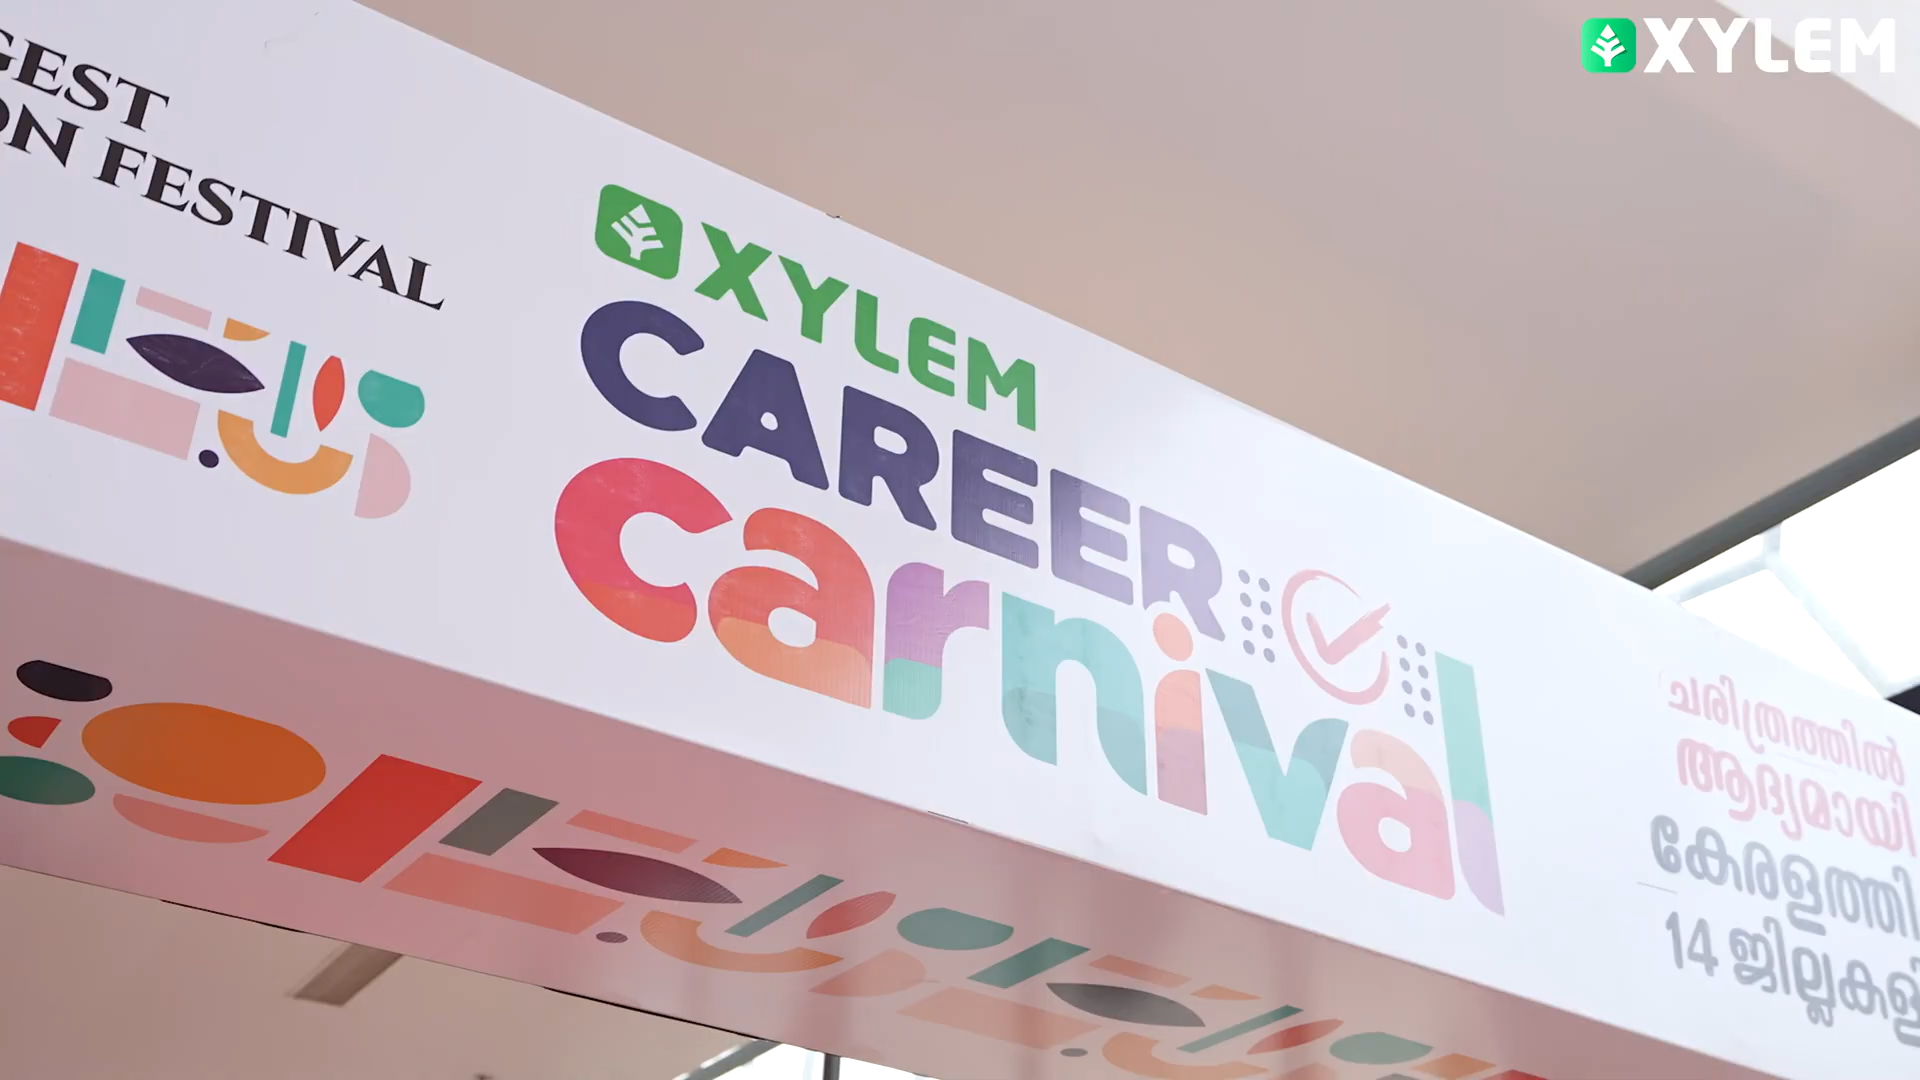 XYLEM
GEST
ON FESTIVAL
XYLEM
CAREER
carnival
ചരിത്രത്തിൽ
ആദ്യമായി
കേരളത്തി
14 ജില്ലകളി